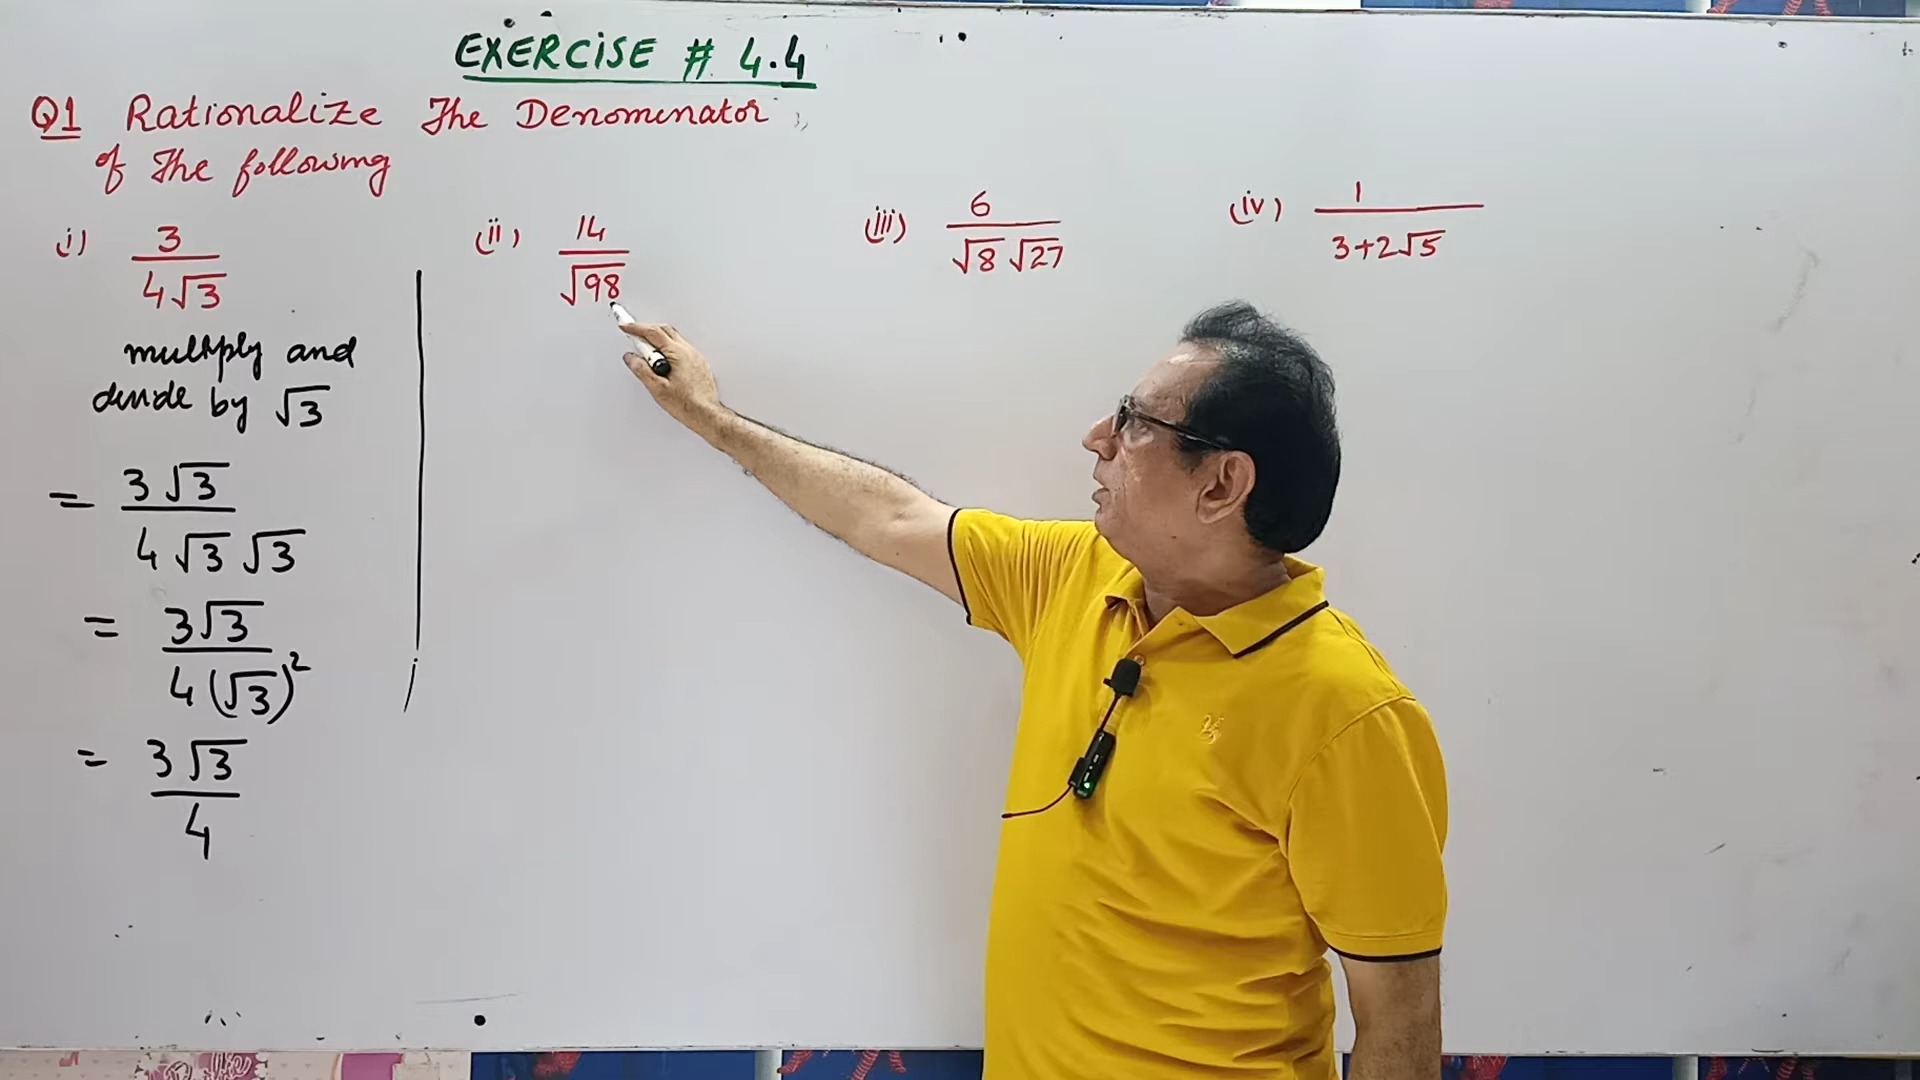 EXERCISE # 4.4
Q1 Rationalize The Denominator
of The following
(i) 3 / 4√3
multiply and
divide by √3
= 3√3 / 4√3 √3
= 3√3 / 4(√3)²
= 3√3 / 4
(ii) 14 / √98
(iii) 6 / √8 √27
(iv) 1 / 3+2√5